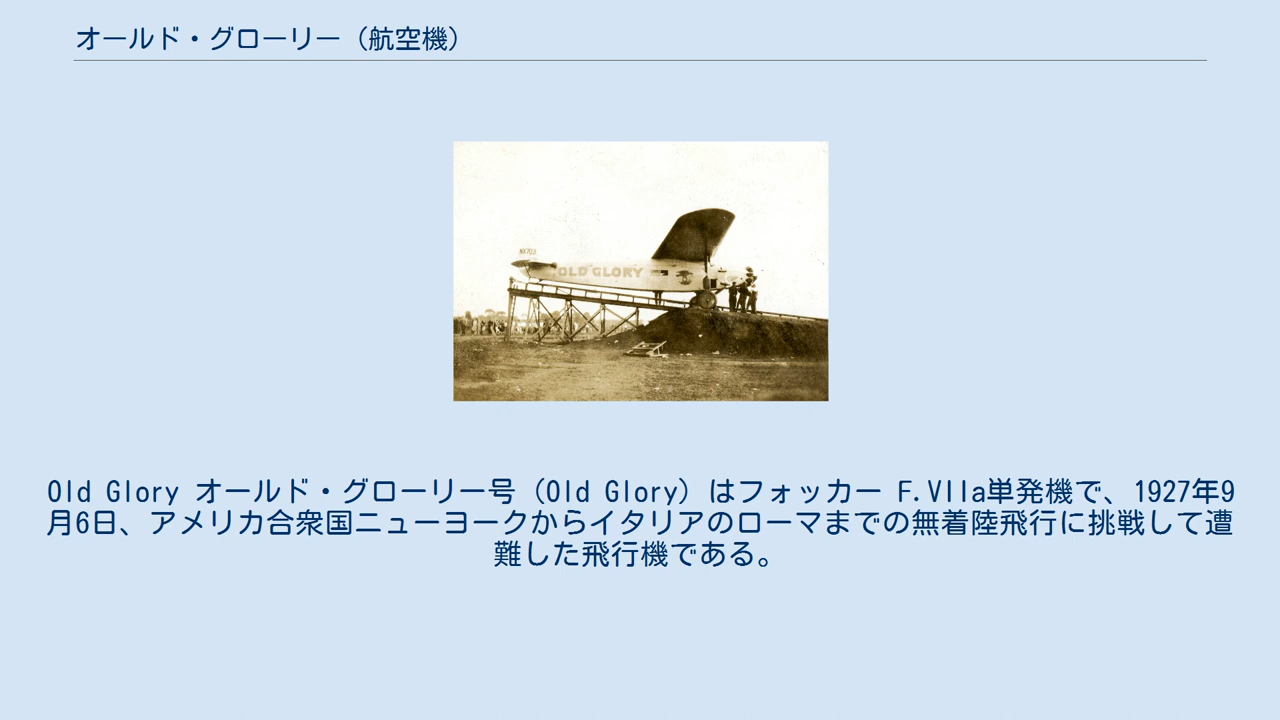 オールド・グローリー（航空機）
NX703
OLD GLORY
Old Glory オールド・グローリー号（Old Glory）はフォッカー F.VIIa単発機で、1927年9
月6日、アメリカ合衆国ニューヨークからイタリアのローマまでの無着陸飛行に挑戦して遭
難した飛行機である。